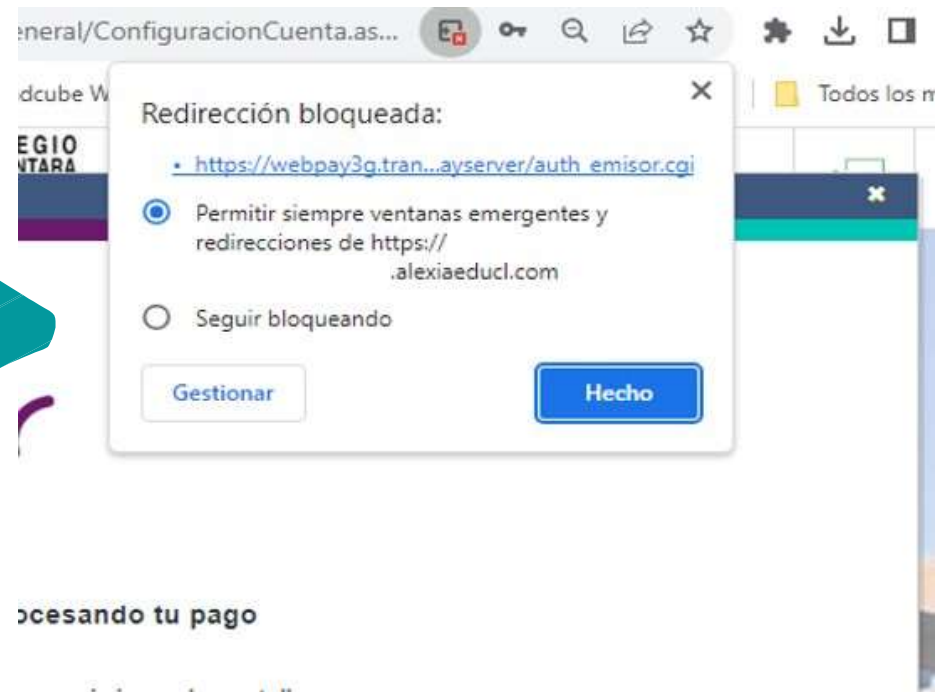 eneral/ConfiguracionCuenta.as...
dcube W
Todos los m
EGIO
NTARA
Redirección bloqueada:
• https://webpay3g.tran...ayserver/auth_emisor.cgi
Permitir siempre ventanas emergentes y
redirecciones de https://
.alexiaeducl.com
Seguir bloqueando
Gestionar
Hecho
ocesando tu pago